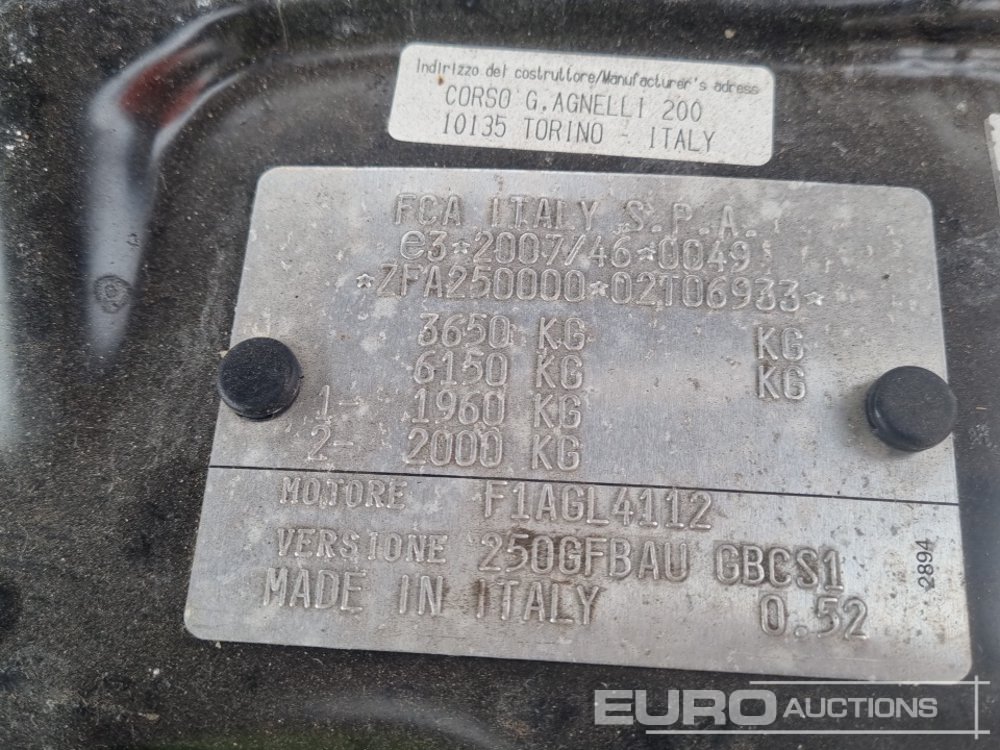 Indirizzo del costruttore/Manufacturer's adress
CORSO G.AGNELLI 200
10135 TORINO - ITALY
FCA ITALY S.P.A.
e3*2007/46*0049
*ZFA250000*02T06933*
3650 KG KG
6150 KG KG
1- 1960 KG
2- 2000 KG
MOTORE F1AGL4112
VERSIONE 250GFBAU GBCS1
MADE IN ITALY 0.52
2894
EURO AUCTIONS